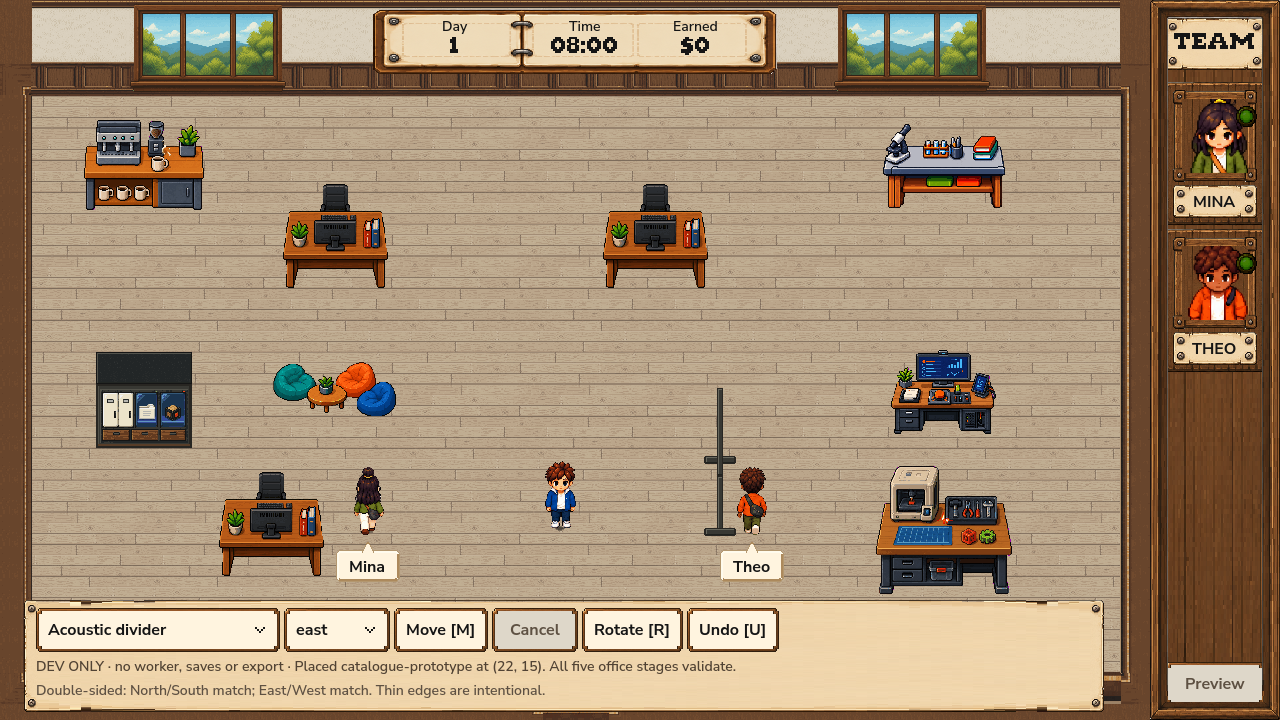 Day
1
Time
08:00
Earned
$0
TEAM
MINA
THEO
Mina
Theo
Acoustic divider
east
Move [M]
Cancel
Rotate [R]
Undo [U]
DEV ONLY · no worker, saves or export · Placed catalogue-prototype at (22, 15). All five office stages validate.
Double-sided: North/South match; East/West match. Thin edges are intentional.
Preview